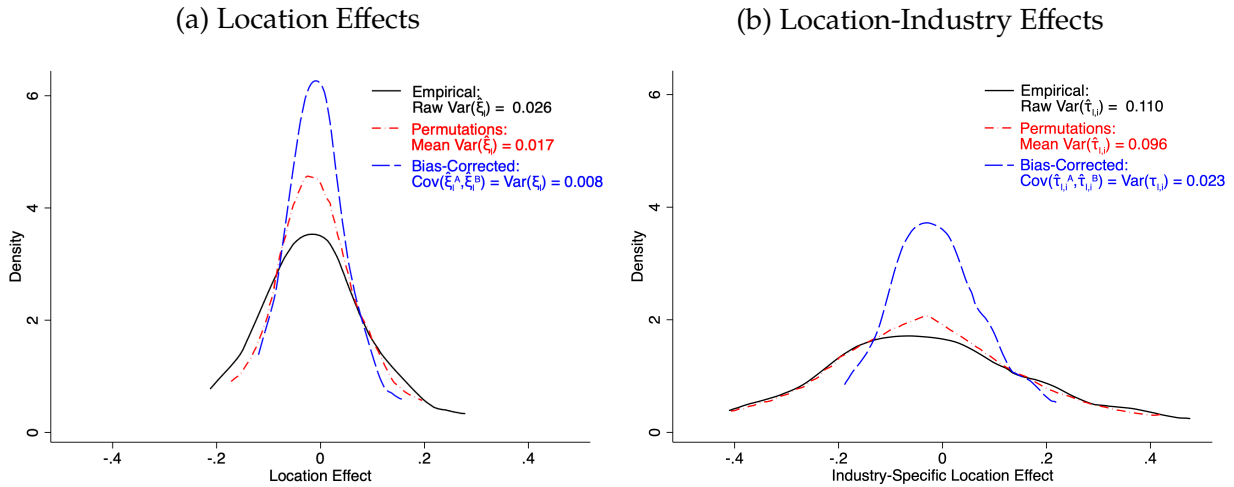 (a) Location Effects
6
4
2
0
Density
-.4
-.2
0
.2
.4
Location Effect
Empirical:
Raw Var(ξ̂ₗ) = 0.026
Permutations:
Mean Var(ξ̂ₗ) = 0.017
Bias-Corrected:
Cov(ξ̂ₗᴬ,ξ̂ₗᴮ) = Var(ξₗ) = 0.008
(b) Location-Industry Effects
6
4
2
0
Density
-.4
-.2
0
.2
.4
Industry-Specific Location Effect
Empirical:
Raw Var(τ̂ₗ,ᵢ) = 0.110
Permutations:
Mean Var(τ̂ₗ,ᵢ) = 0.096
Bias-Corrected:
Cov(τ̂ₗ,ᵢᴬ,τ̂ₗ,ᵢᴮ) = Var(τₗ,ᵢ) = 0.023